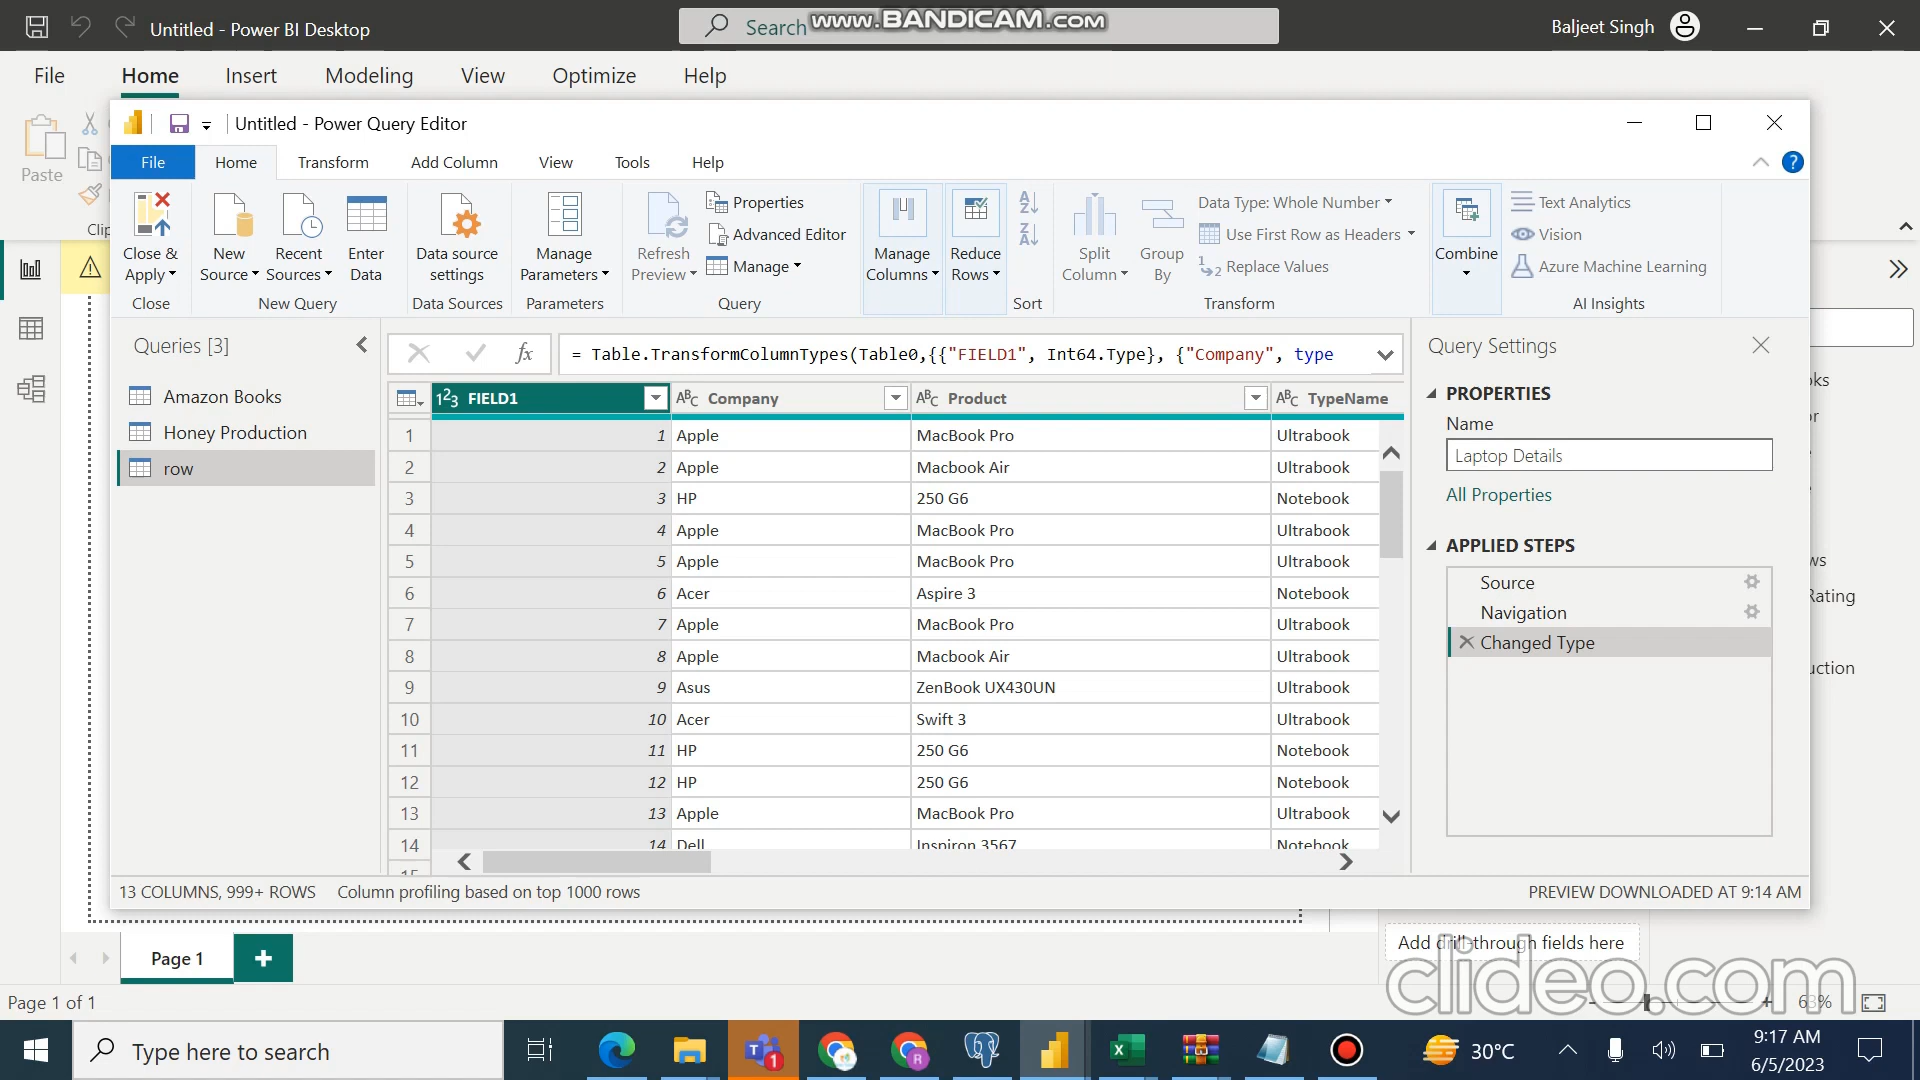 Untitled - Power BI Desktop
Search
www.BANDICAM.com
Baljeet Singh
File Home Insert Modeling View Optimize Help
Paste
Untitled - Power Query Editor
File Home Transform Add Column View Tools Help
Close & Apply
Close
New Source
Recent Sources
Enter Data
New Query
Data source settings
Data Sources
Manage Parameters
Parameters
Refresh Preview
Properties
Advanced Editor
Manage
Query
Manage Columns
Reduce Rows
Sort
Split Column
Group By
Data Type: Whole Number
Use First Row as Headers
Replace Values
Transform
Combine
Text Analytics
Vision
Azure Machine Learning
AI Insights
Queries [3]
Amazon Books
Honey Production
row
fx
= Table.TransformColumnTypes(Table0,{{"FIELD1", Int64.Type}, {"Company", type
FIELD1 Company Product TypeName
1 1 Apple MacBook Pro Ultrabook
2 2 Apple Macbook Air Ultrabook
3 3 HP 250 G6 Notebook
4 4 Apple MacBook Pro Ultrabook
5 5 Apple MacBook Pro Ultrabook
6 6 Acer Aspire 3 Notebook
7 7 Apple MacBook Pro Ultrabook
8 8 Apple Macbook Air Ultrabook
9 9 Asus ZenBook UX430UN Ultrabook
10 10 Acer Swift 3 Ultrabook
11 11 HP 250 G6 Notebook
12 12 HP 250 G6 Notebook
13 13 Apple MacBook Pro Ultrabook
14 14 Dell Inspiron 3567 Notebook
Query Settings
PROPERTIES
Name
Laptop Details
All Properties
APPLIED STEPS
Source
Navigation
Changed Type
13 COLUMNS, 999+ ROWS
Column profiling based on top 1000 rows
PREVIEW DOWNLOADED AT 9:14 AM
Rating
Add drill-through fields here
clideo.com
Page 1
Page 1 of 1
63%
Type here to search
30°C
9:17 AM
6/5/2023